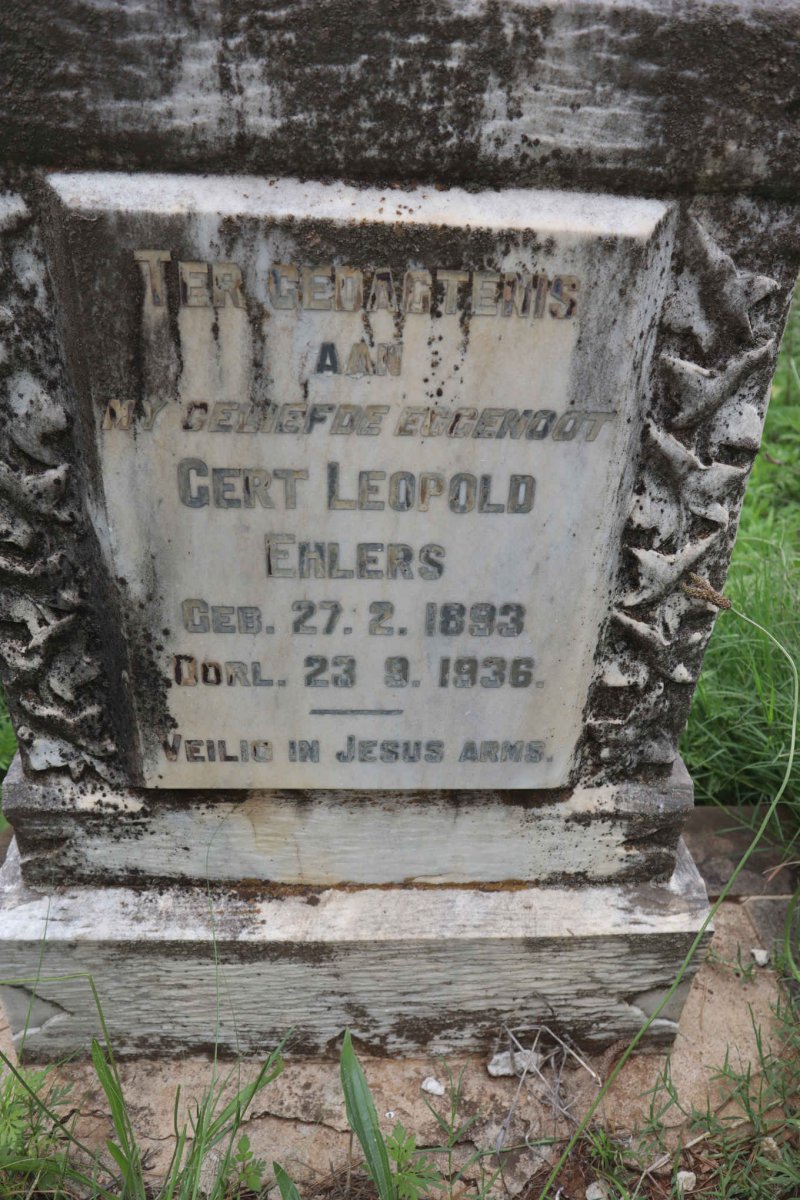 TER GEDAGTENIS
AAN
MY GELIEFDE EGGENOOT
GERT LEOPOLD
EHLERS
GEB. 27. 2. 1893
OORL. 23 9. 1936.
VEILIG IN JESUS ARMS.